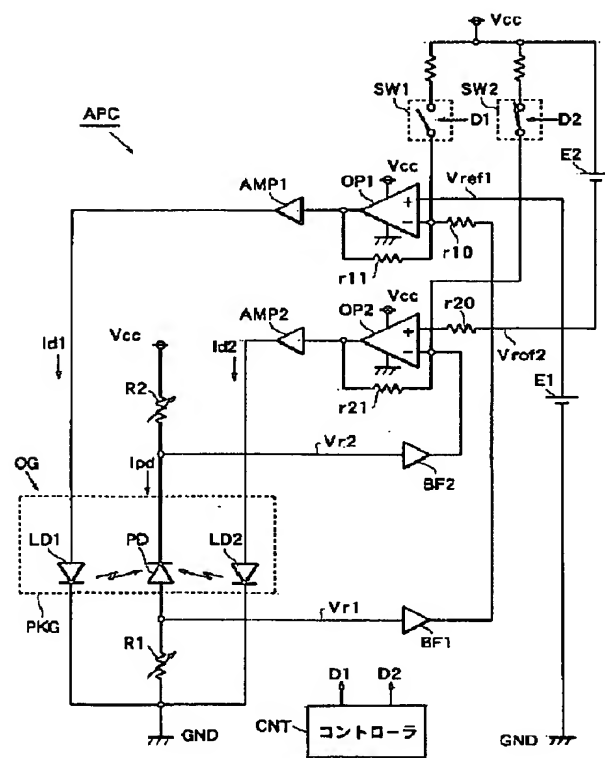 Vcc
SW1
SW2
D1
D2
APC
E2
Vcc
AMP1
OP1
Vref1
r10
r11
Vcc
AMP2
OP2
r20
Vcc
Id1
Id2
Vrof2
E1
R2
r21
Vr2
OG
Ipd
BF2
LD1
PD
LD2
PKG
Vr1
R1
BF1
D1
D2
GND
CNT
コントローラ
GND